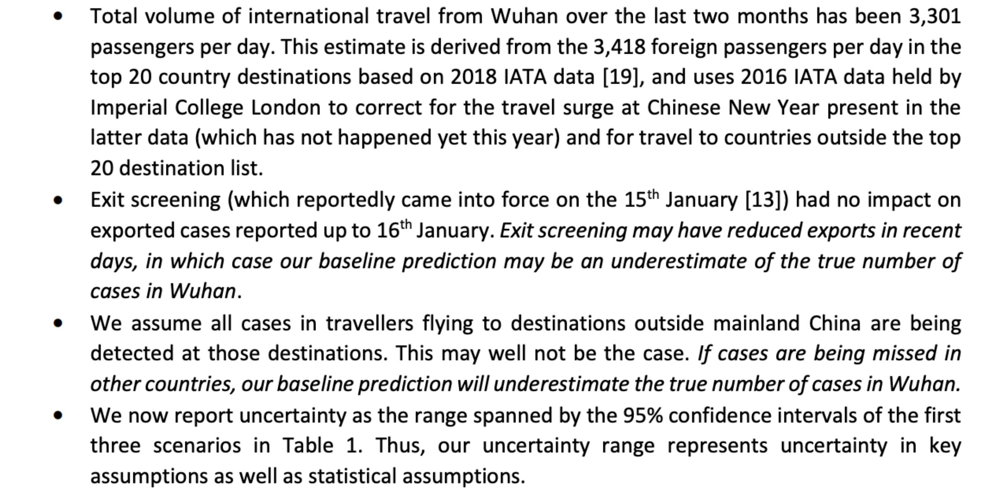 • Total volume of international travel from Wuhan over the last two months has been 3,301
passengers per day. This estimate is derived from the 3,418 foreign passengers per day in the
top 20 country destinations based on 2018 IATA data [19], and uses 2016 IATA data held by
Imperial College London to correct for the travel surge at Chinese New Year present in the
latter data (which has not happened yet this year) and for travel to countries outside the top
20 destination list.
• Exit screening (which reportedly came into force on the 15th January [13]) had no impact on
exported cases reported up to 16th January. Exit screening may have reduced exports in recent
days, in which case our baseline prediction may be an underestimate of the true number of
cases in Wuhan.
• We assume all cases in travellers flying to destinations outside mainland China are being
detected at those destinations. This may well not be the case. If cases are being missed in
other countries, our baseline prediction will underestimate the true number of cases in Wuhan.
• We now report uncertainty as the range spanned by the 95% confidence intervals of the first
three scenarios in Table 1. Thus, our uncertainty range represents uncertainty in key
assumptions as well as statistical assumptions.